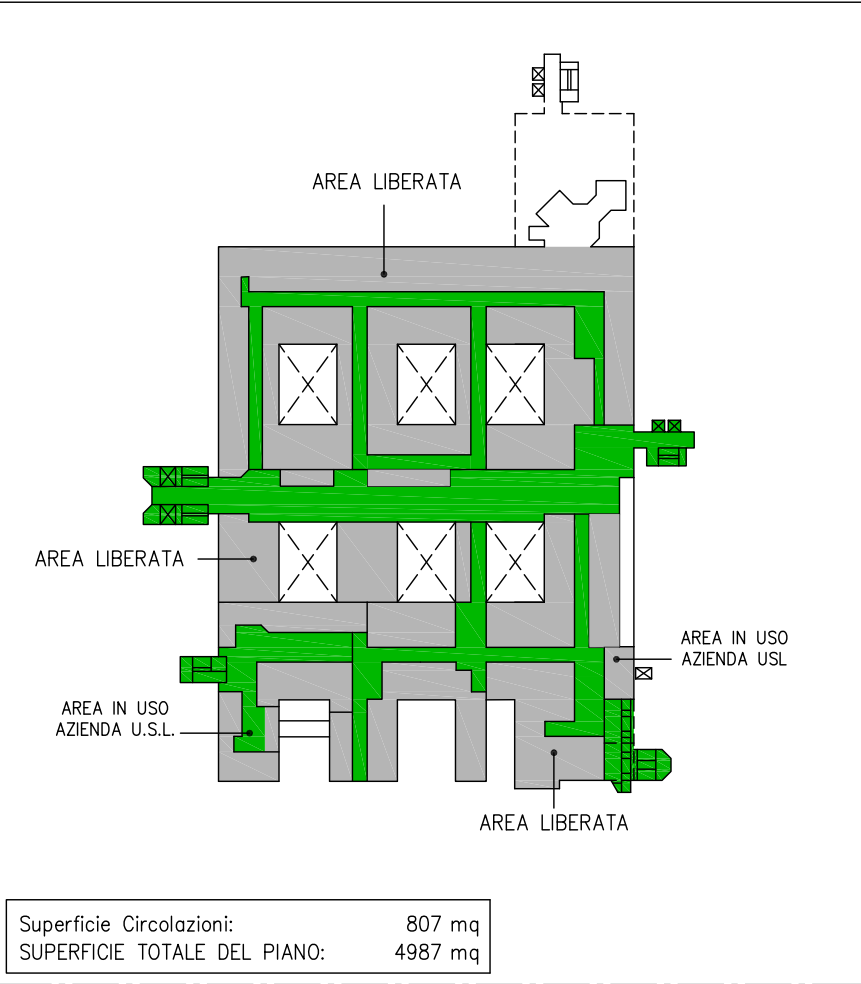 AREA LIBERATA
AREA LIBERATA
AREA IN USO
AZIENDA USL
AREA IN USO
AZIENDA U.S.L.
AREA LIBERATA
Superficie Circolazioni: 807 mq
SUPERFICIE TOTALE DEL PIANO: 4987 mq